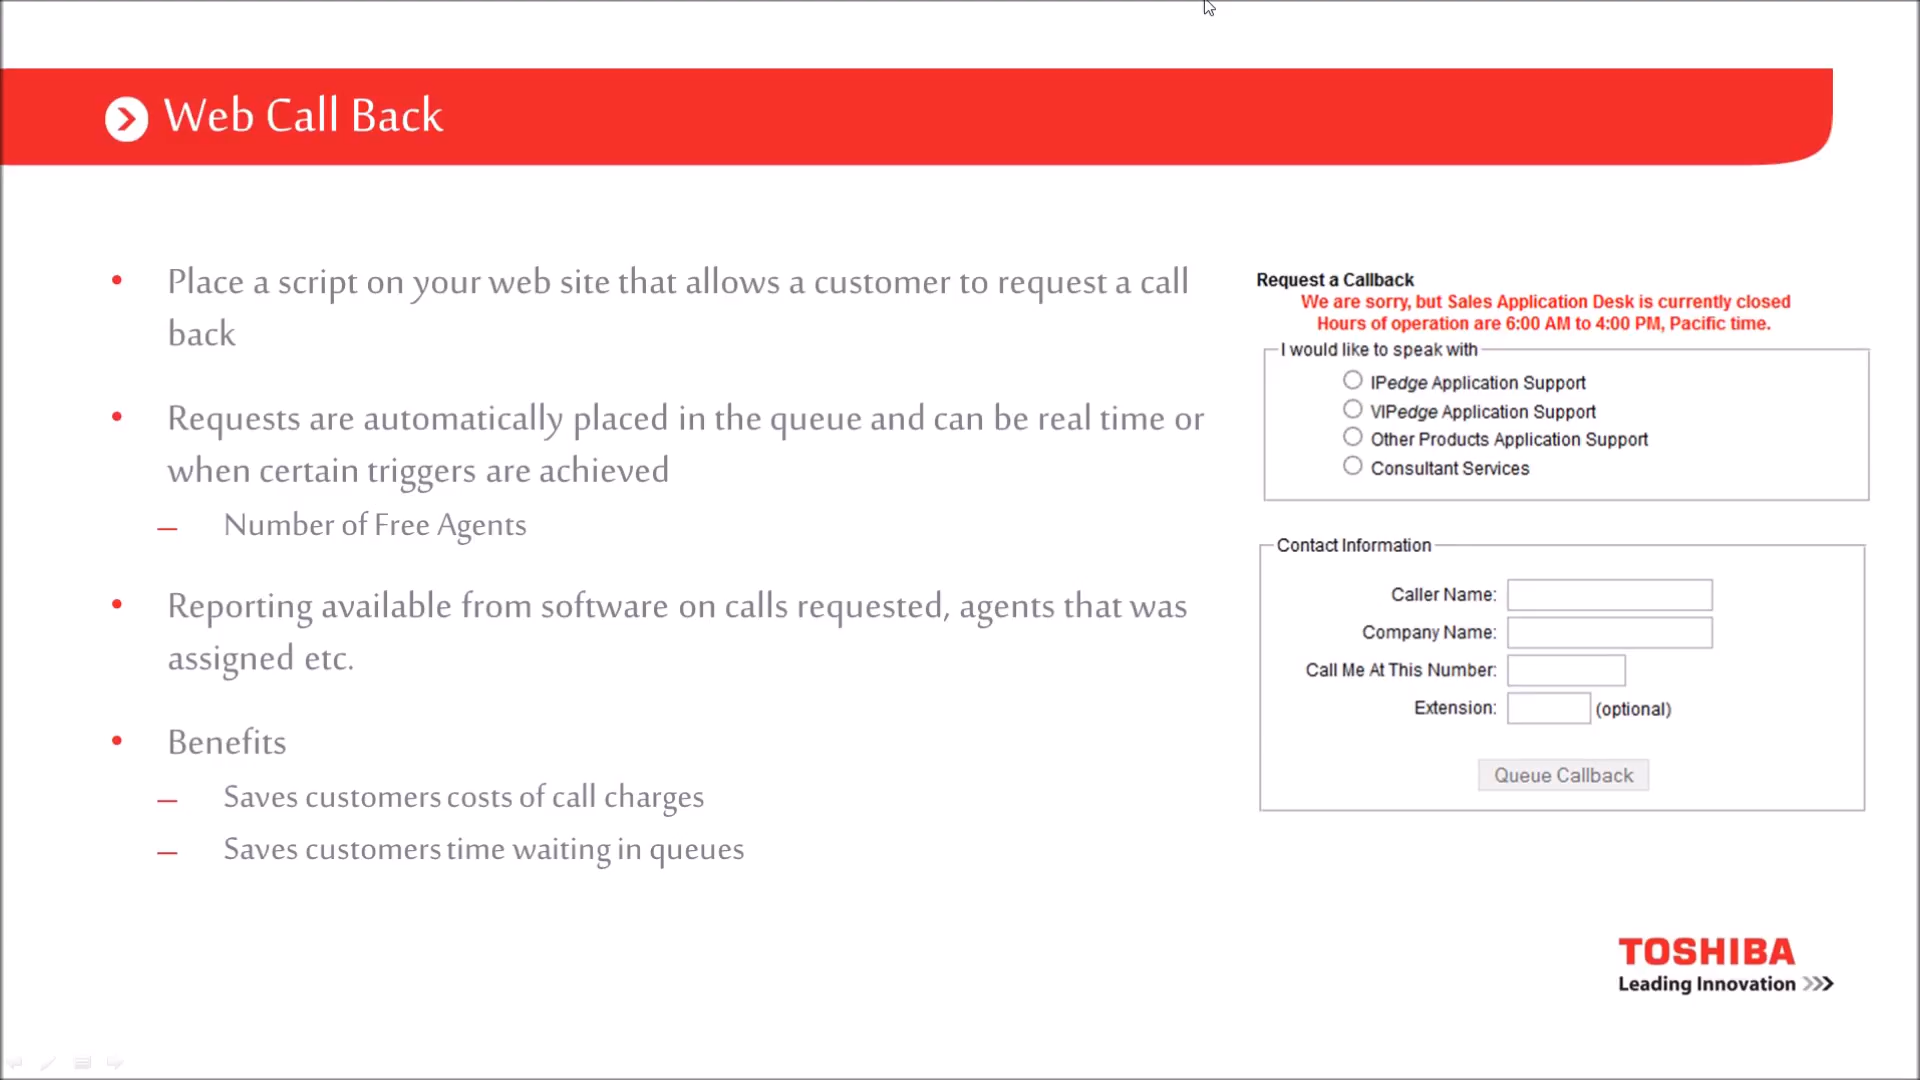 Web Call Back
• Place a script on your web site that allows a customer to request a call
back
• Requests are automatically placed in the queue and can be real time or
when certain triggers are achieved
— Number of Free Agents
• Reporting available from software on calls requested, agents that was
assigned etc.
• Benefits
— Saves customers costs of call charges
— Saves customers time waiting in queues
Request a Callback
We are sorry, but Sales Application Desk is currently closed
Hours of operation are 6:00 AM to 4:00 PM, Pacific time.
I would like to speak with
IPedge Application Support
VIPedge Application Support
Other Products Application Support
Consultant Services
Contact Information
Caller Name:
Company Name:
Call Me At This Number:
Extension: (optional)
Queue Callback
TOSHIBA
Leading Innovation >>>